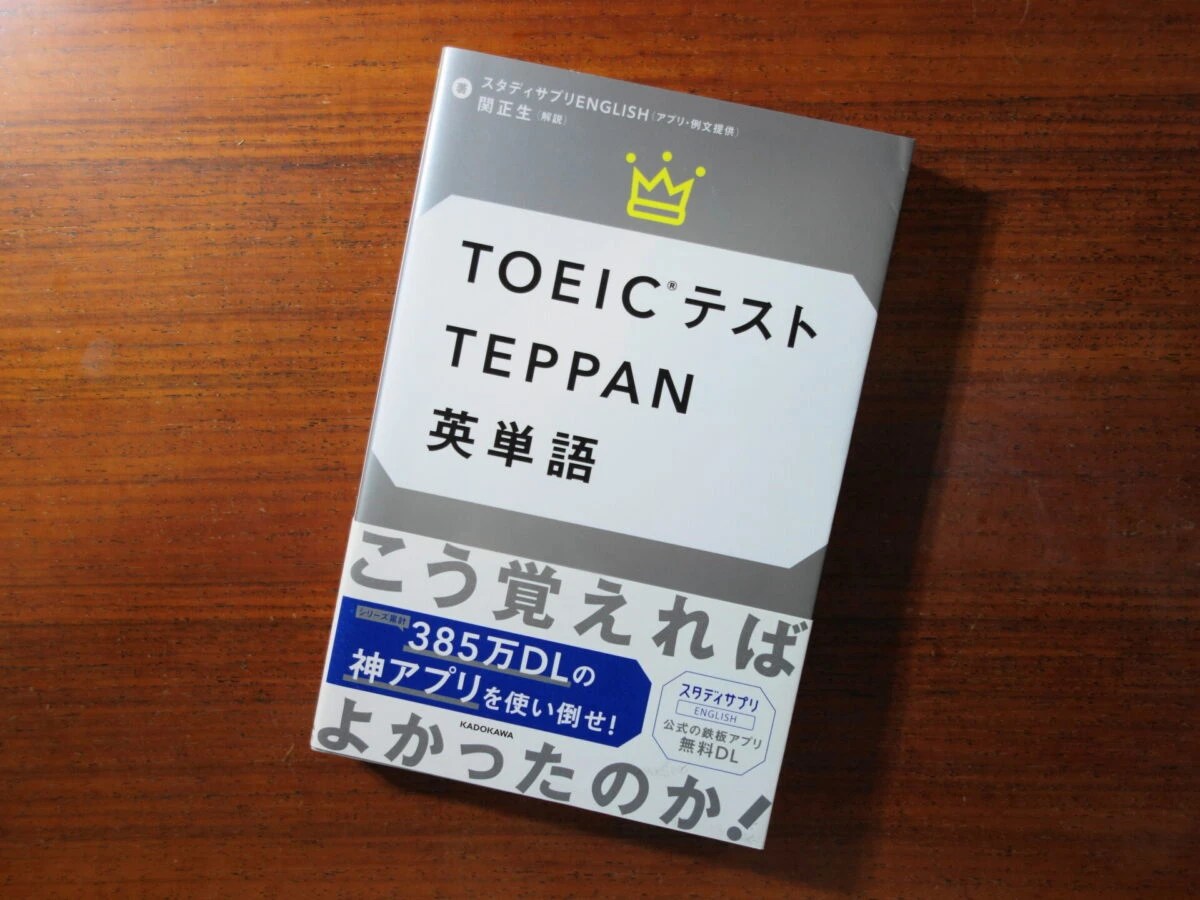 著 スタディサプリENGLISH(アプリ・例文提供)
関正生(解説)
TOEIC®テスト
TEPPAN
英単語
こう覚えれば
シリーズ累計
385万DLの
神アプリを使い倒せ!
スタディサプリ
ENGLISH
公式の鉄板アプリ
無料DL
KADOKAWA
よかったのか!